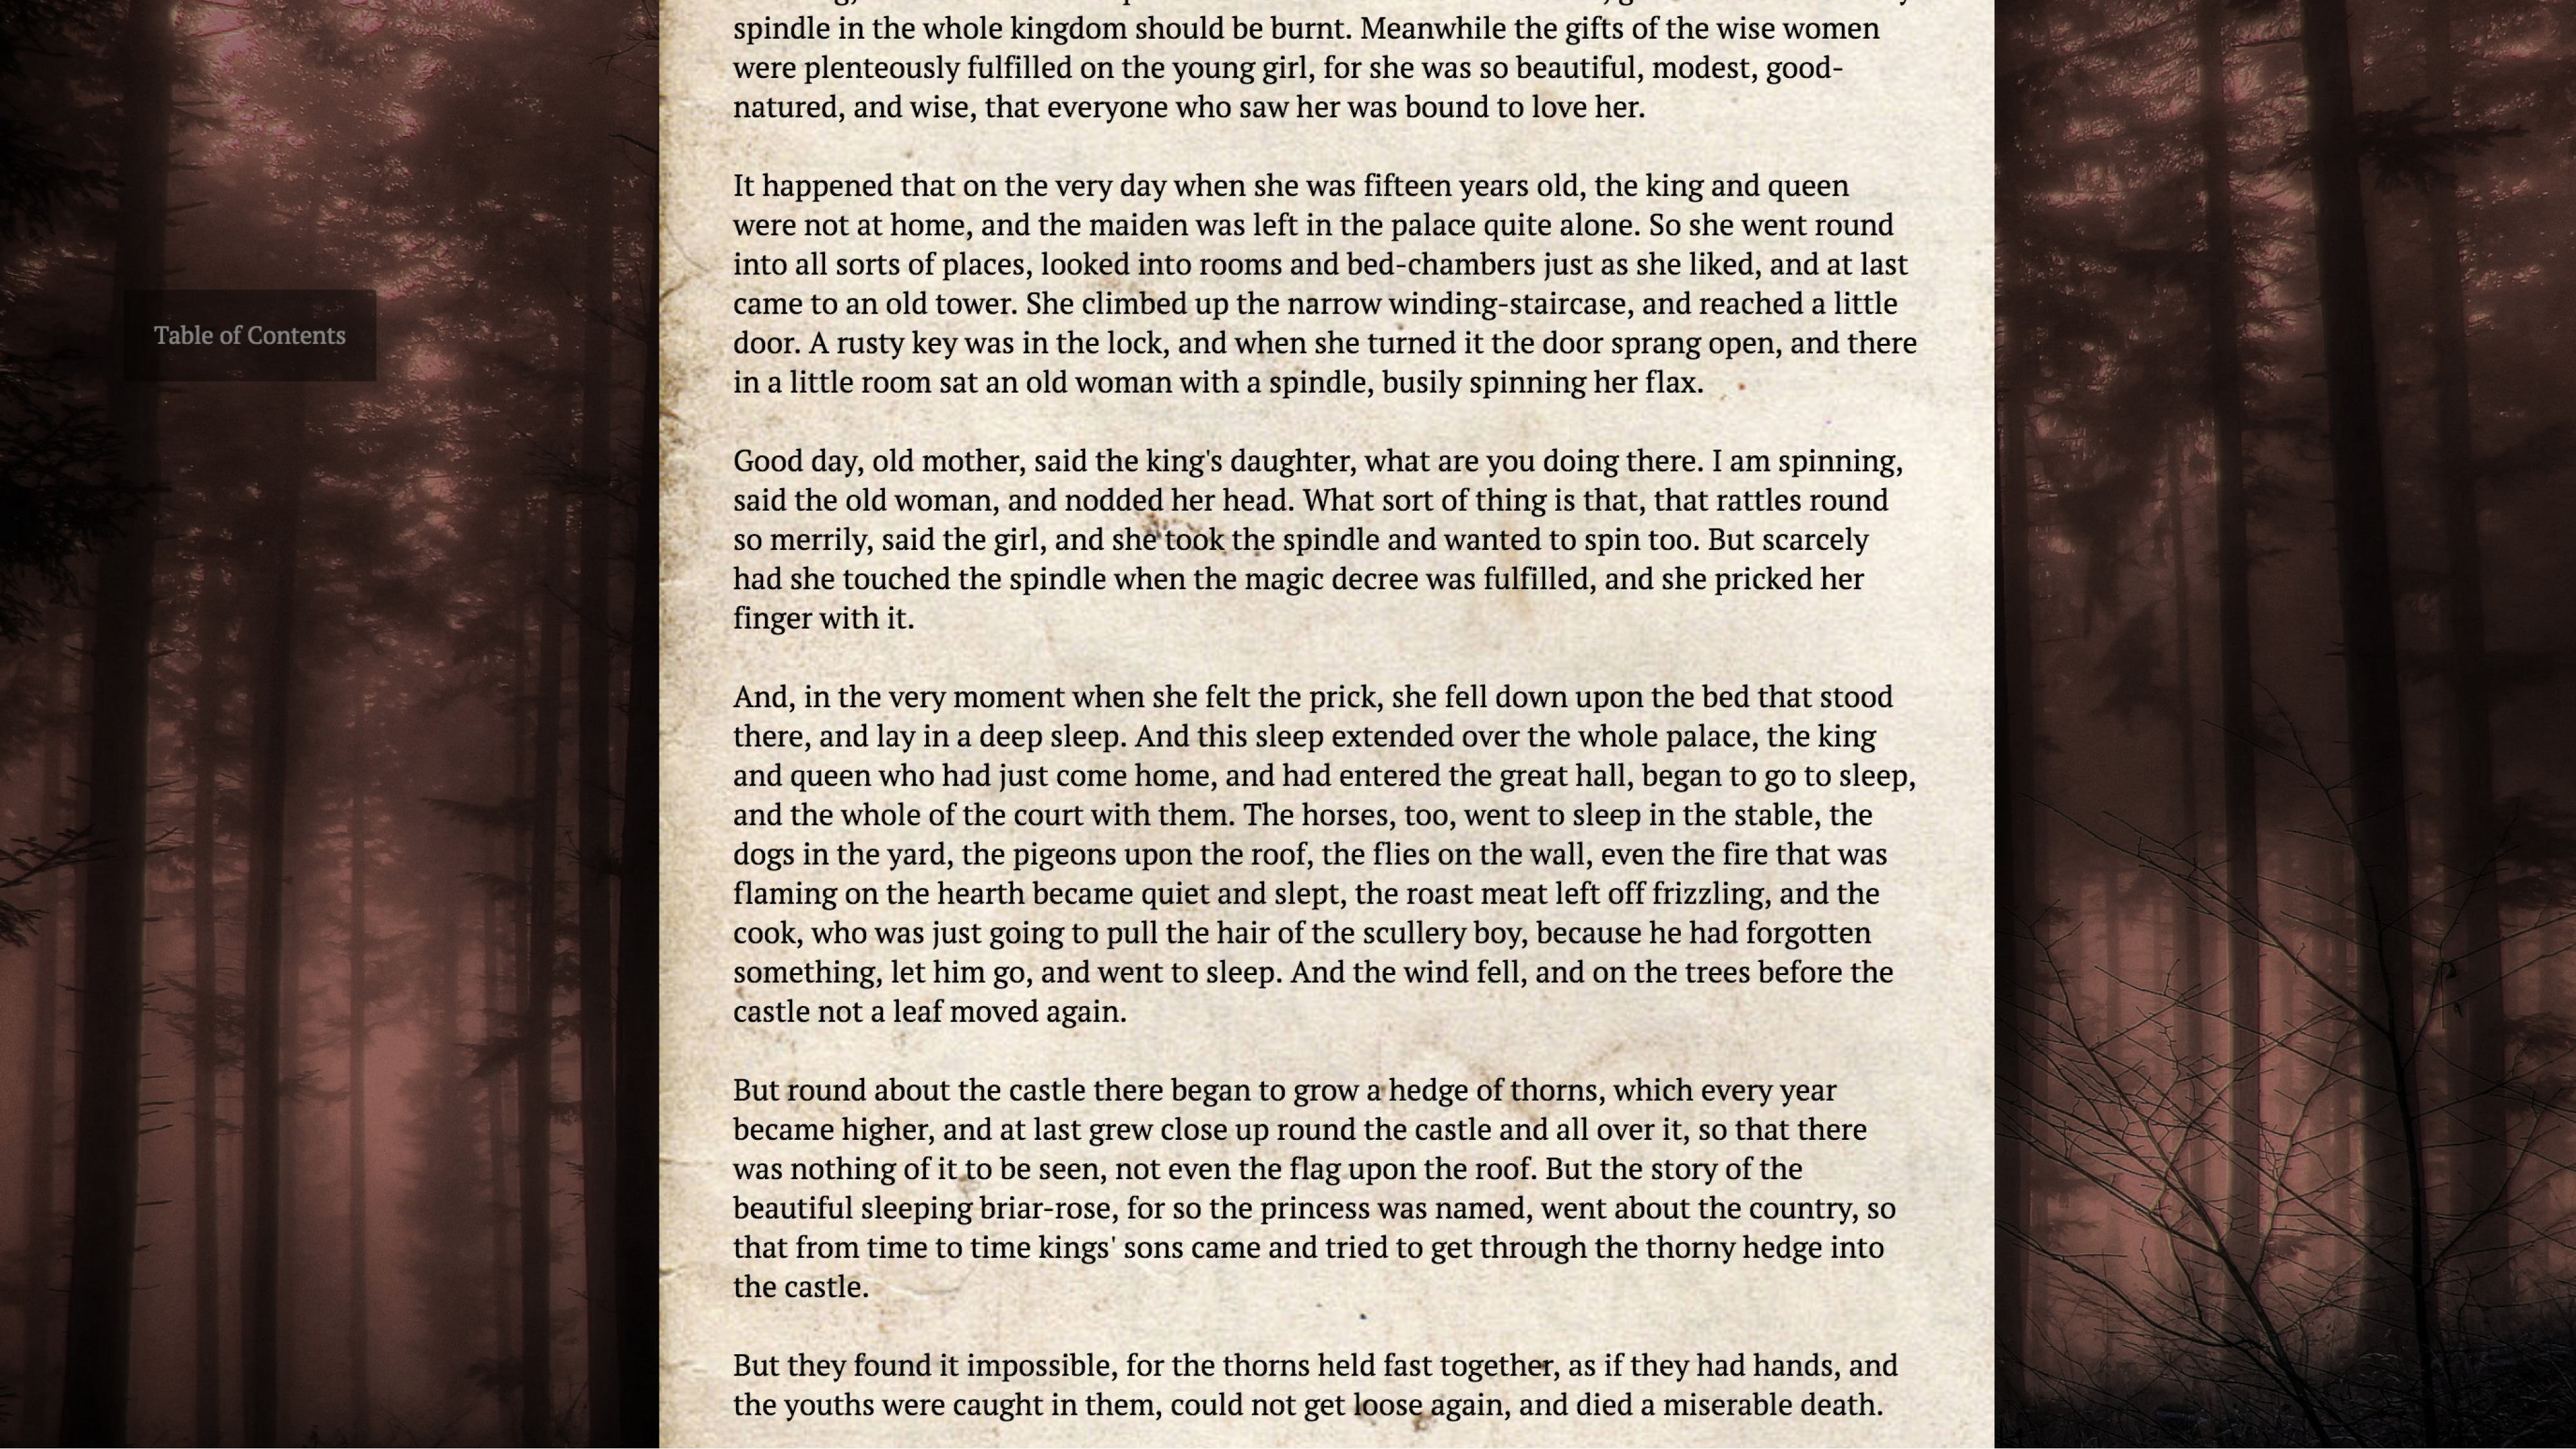 spindle in the whole kingdom should be burnt. Meanwhile the gifts of the wise women
were plenteously fulfilled on the young girl, for she was so beautiful, modest, good-
natured, and wise, that everyone who saw her was bound to love her.
It happened that on the very day when she was fifteen years old, the king and queen
were not at home, and the maiden was left in the palace quite alone. So she went round
into all sorts of places, looked into rooms and bed-chambers just as she liked, and at last
came to an old tower. She climbed up the narrow winding-staircase, and reached a little
door. A rusty key was in the lock, and when she turned it the door sprang open, and there
in a little room sat an old woman with a spindle, busily spinning her flax.
Table of Contents
Good day, old mother, said the king's daughter, what are you doing there. I am spinning,
said the old woman, and nodded her head. What sort of thing is that, that rattles round
so merrily, said the girl, and she took the spindle and wanted to spin too. But scarcely
had she touched the spindle when the magic decree was fulfilled, and she pricked her
finger with it.
And, in the very moment when she felt the prick, she fell down upon the bed that stood
there, and lay in a deep sleep. And this sleep extended over the whole palace, the king
and queen who had just come home, and had entered the great hall, began to go to sleep,
and the whole of the court with them. The horses, too, went to sleep in the stable, the
dogs in the yard, the pigeons upon the roof, the flies on the wall, even the fire that was
flaming on the hearth became quiet and slept, the roast meat left off frizzling, and the
cook, who was just going to pull the hair of the scullery boy, because he had forgotten
something, let him go, and went to sleep. And the wind fell, and on the trees before the
castle not a leaf moved again.
But round about the castle there began to grow a hedge of thorns, which every year
became higher, and at last grew close up round the castle and all over it, so that there
was nothing of it to be seen, not even the flag upon the roof. But the story of the
beautiful sleeping briar-rose, for so the princess was named, went about the country, so
that from time to time kings' sons came and tried to get through the thorny hedge into
the castle.
But they found it impossible, for the thorns held fast together, as if they had hands, and
the youths were caught in them, could not get loose again, and died a miserable death.